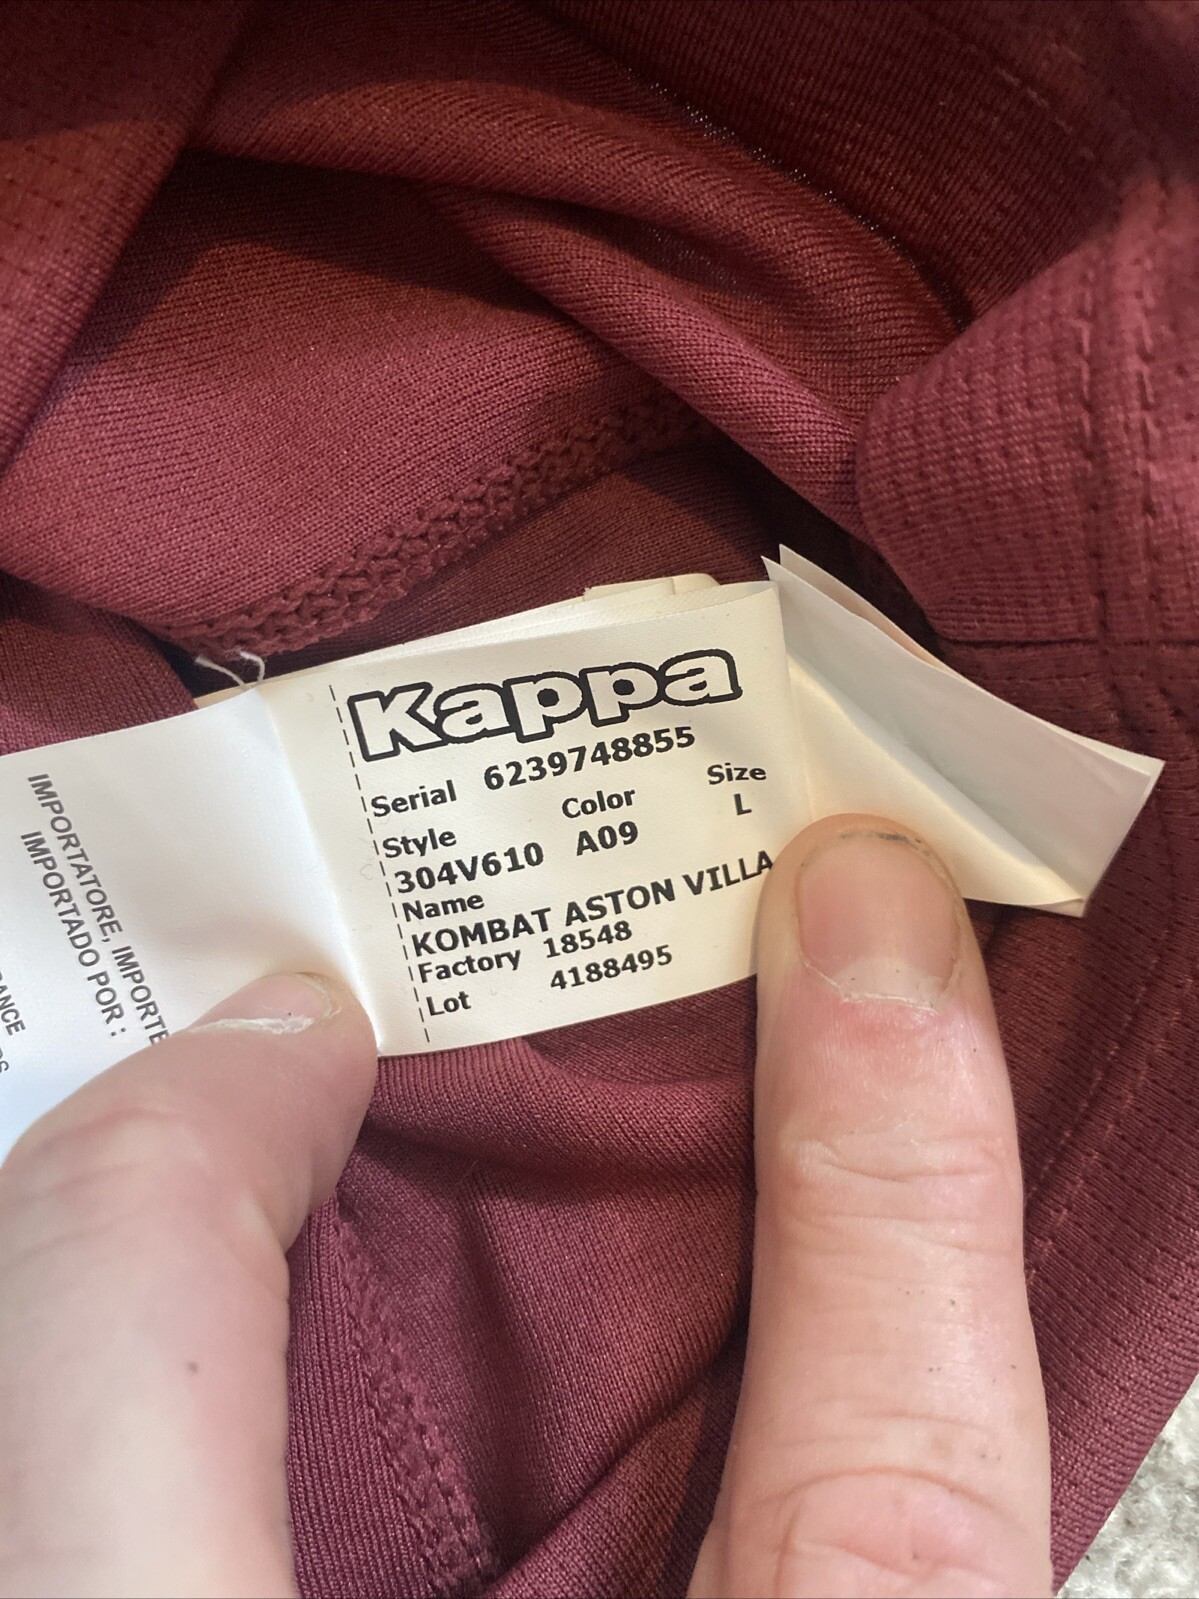 Kappa
Serial 6239748855
Style Color Size
304V610 A09 L
Name
KOMBAT ASTON VILLA
Factory 18548
Lot 4188495
IMPORTATORE,
IMPORTADO POR :